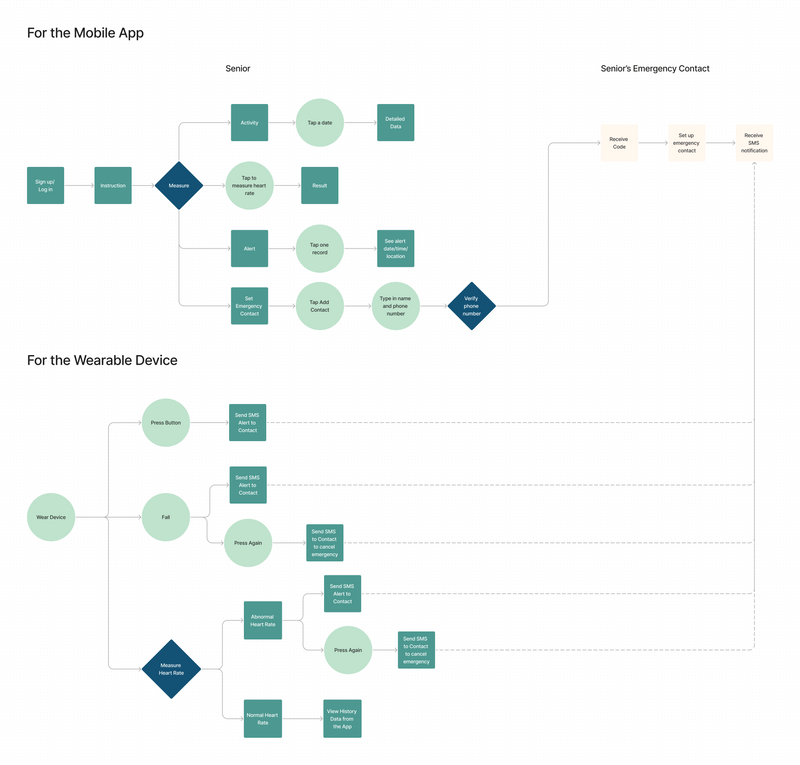 For the Mobile App
Senior
Senior's Emergency Contact
Activity
Tap a date
Detailed
Data
Receive
Code
Set up
emergency
contact
Receive
SMS
notification
Sign up/
Log in
Instruction
Measure
Tap to
measure heart
rate
Result
Alert
Tap one
record
See alert
date/time/
location
Set
Emergency
Contact
Tap Add
Contact
Type in name
and phone
number
Verify
phone
number
For the Wearable Device
Press Button
Send SMS
Alert to
Contact
Wear Device
Fall
Send SMS
Alert to
Contact
Press Again
Send SMS
to Contact
to cancel
emergency
Measure
Heart Rate
Abnormal
Heart Rate
Send SMS
Alert to
Contact
Press Again
Send SMS
to Contact
to cancel
emergency
Normal Heart
Rate
View History
Data from
the App